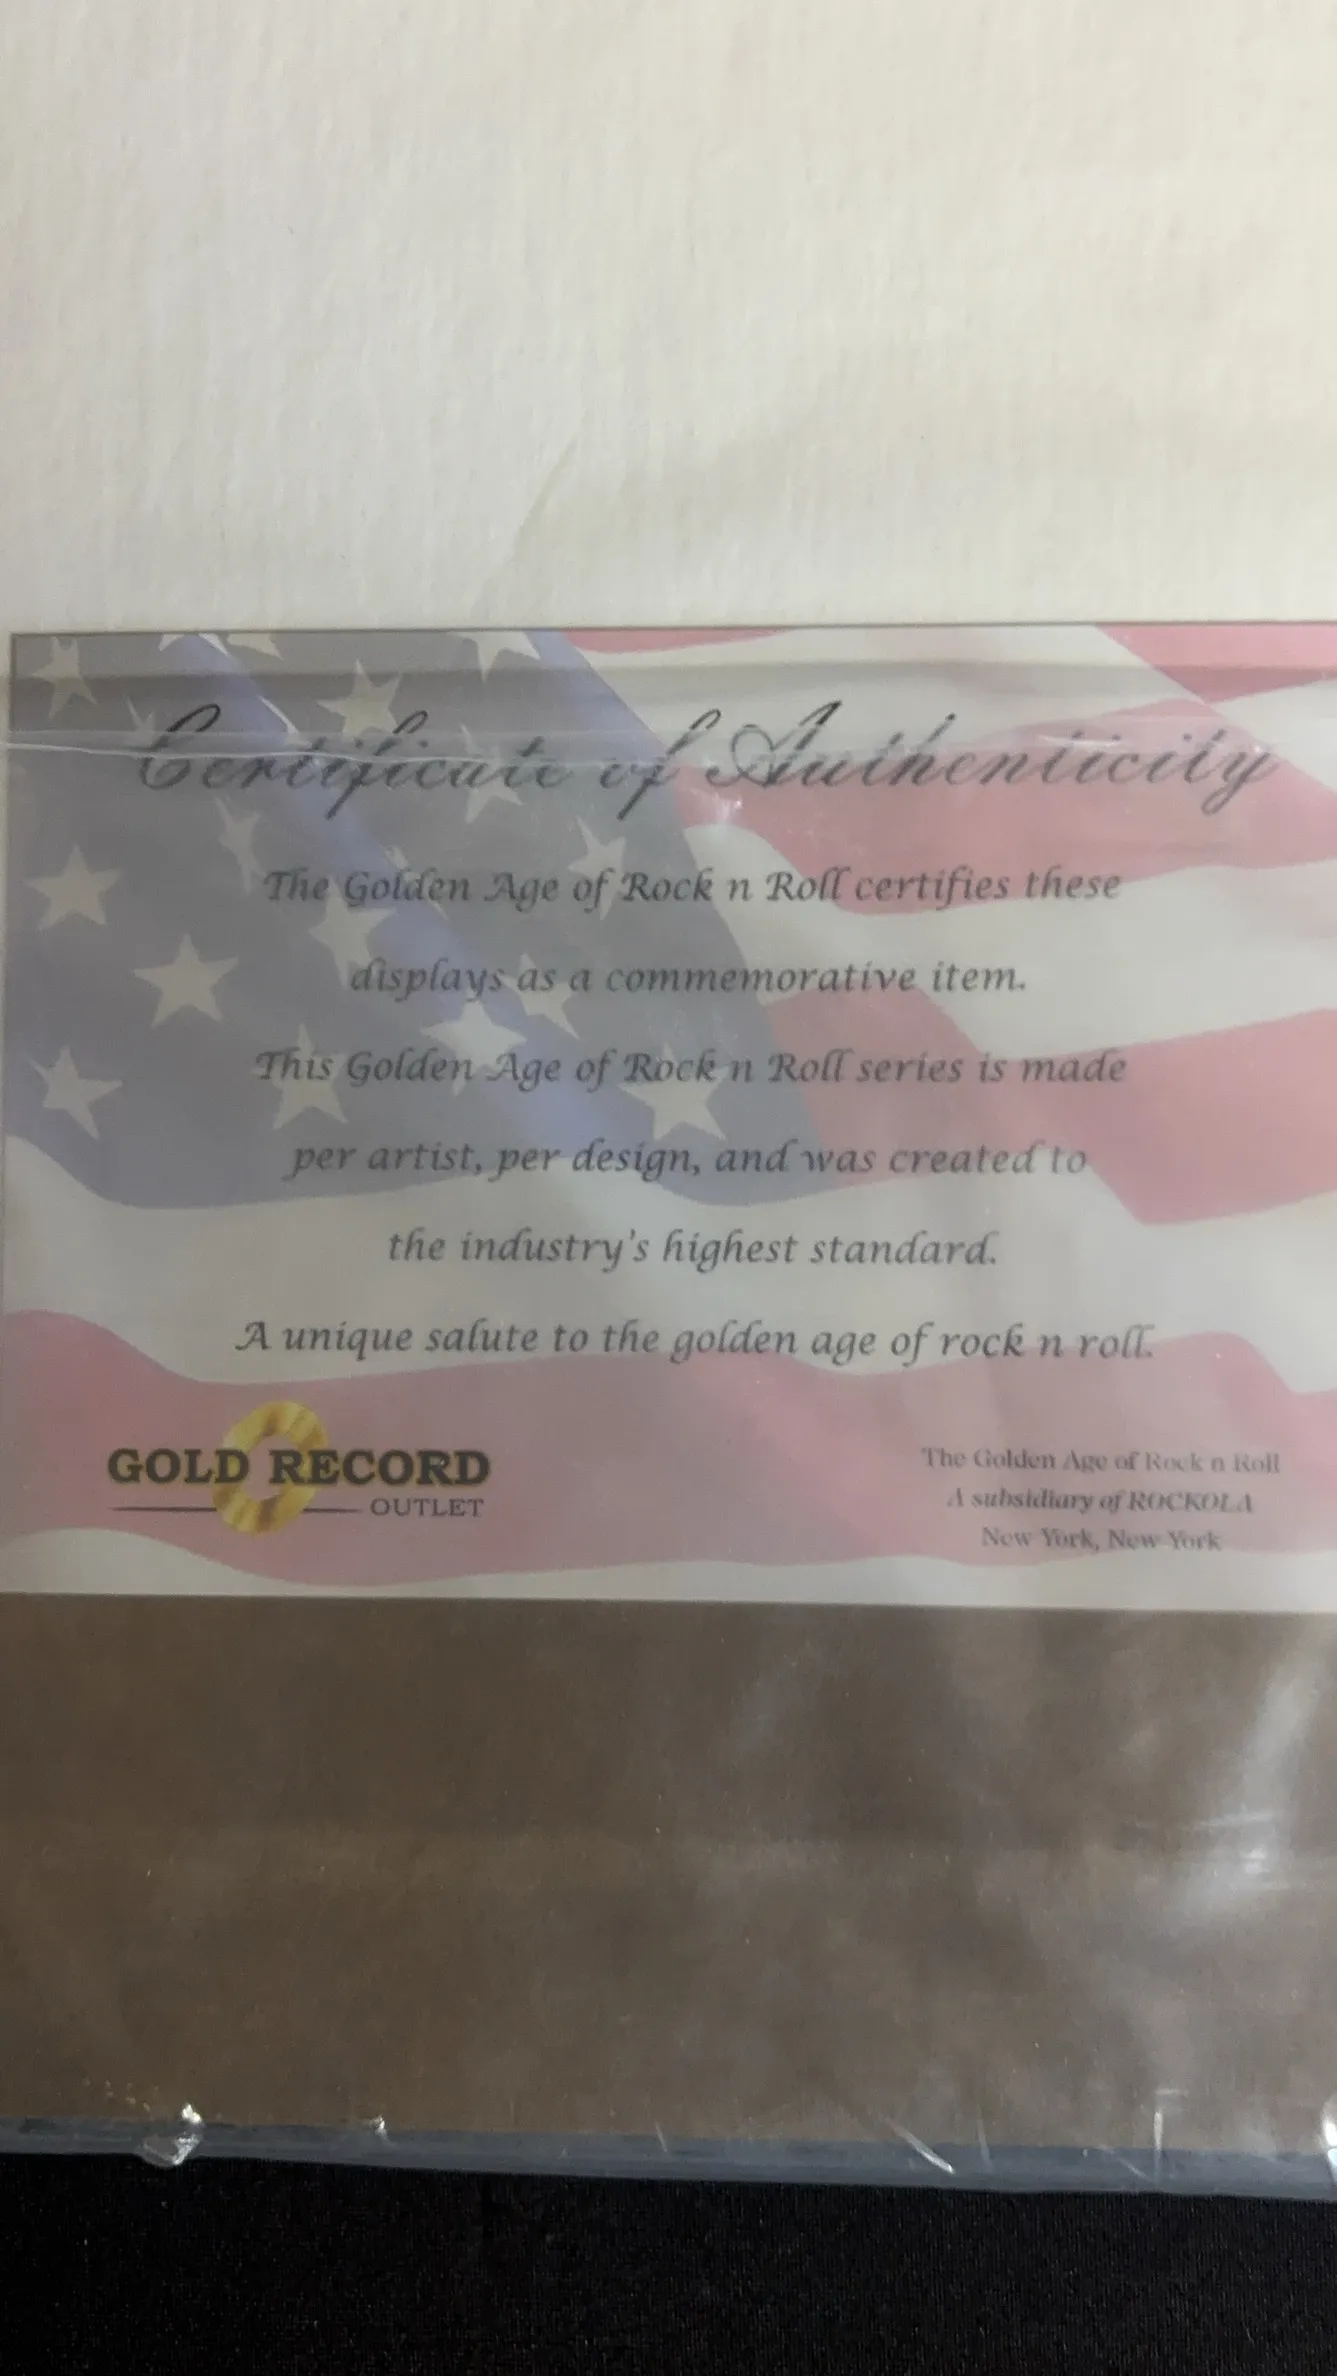 Certificate of Authenticity
The Golden Age of Rock n Roll certifies these
displays as a commemorative item.
This Golden Age of Rock n Roll series is made
per artist, per design, and was created to
the industry's highest standard.
A unique salute to the golden age of rock n roll.
GOLD RECORD
OUTLET
The Golden Age of Rock n Roll
A subsidiary of ROCKOLA
New York, New York